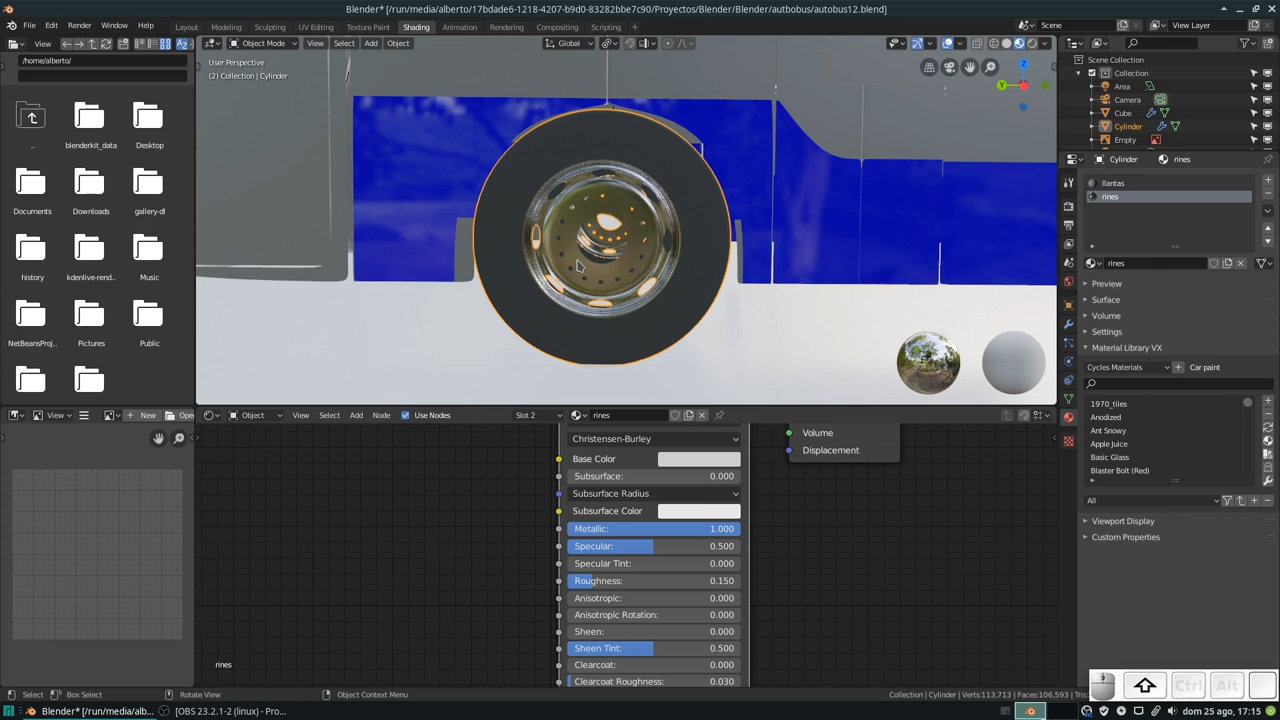 Blender* [/run/media/alberto/17bdade6-1218-4207-b9d0-83282bbe7c90/Proyectos/Blender/Blender/autbobus/autobus12.blend]
File Edit Render Window Help Layout Modeling Sculpting UV Editing Texture Paint Shading Animation Rendering Compositing Scripting + Scene View Layer
View Object Mode View Select Add Object Global
/home/alberto/
..
blenderkit_data
Desktop
Documents
Downloads
gallery-dl
history
kdenlive-rend...
Music
NetBeansProj...
Pictures
Public
User Perspective
(2) Collection | Cylinder
Z
Y
Scene Collection
Collection
Area
Camera
Cube
Cylinder
Empty
Cylinder rines
llantas
rines
rines
Preview
Surface
Volume
Settings
Material Library VX
Cycles Materials Car paint
1970_tiles
Anodized
Ant Snowy
Apple Juice
Basic Glass
Blaster Bolt (Red)
All
Viewport Display
Custom Properties
View New Open
Object View Select Add Node Use Nodes Slot 2 rines
Christensen-Burley
Base Color
Subsurface: 0.000
Subsurface Radius
Subsurface Color
Metallic: 1.000
Specular: 0.500
Specular Tint: 0.000
Roughness: 0.150
Anisotropic: 0.000
Anisotropic Rotation: 0.000
Sheen: 0.000
Sheen Tint: 0.500
Clearcoat: 0.000
Clearcoat Roughness: 0.030
Volume
Displacement
rines
Ctrl Alt
Select Box Select Rotate View Object Context Menu Collection | Cylinder | Verts:113,713 | Faces:106,593 | Tris:
Blender* [/run/media/alb... [OBS 23.2.1-2 (linux) - Pro... dom 25 ago, 17:15